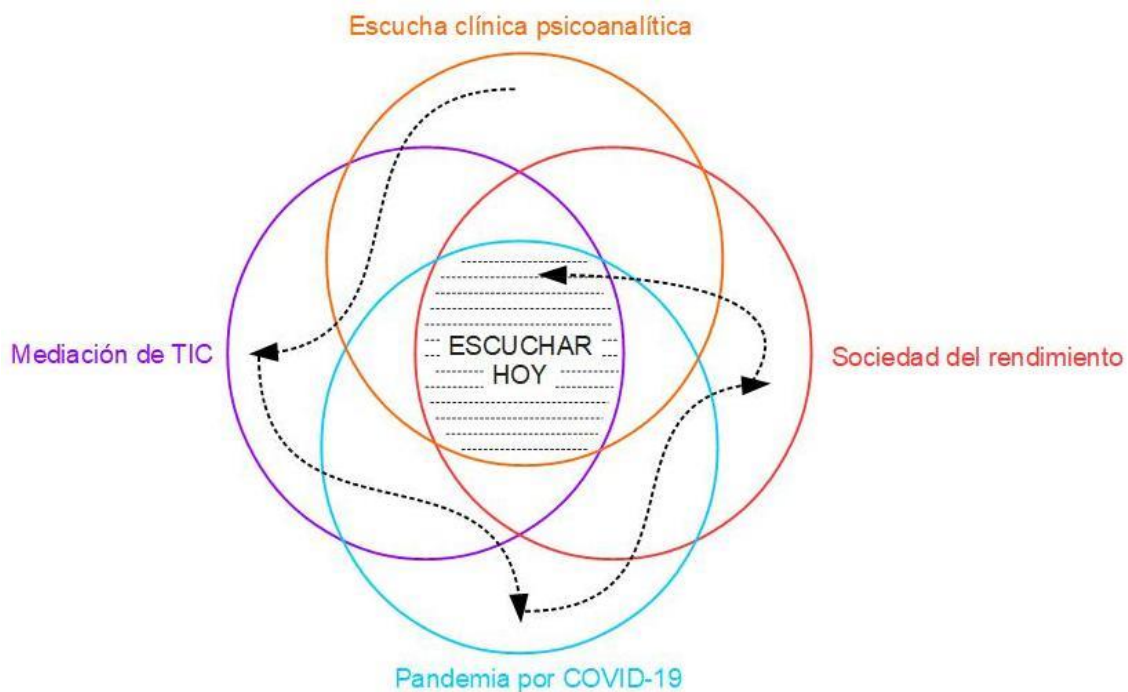 Escucha clínica psicoanalítica
Mediación de TIC
ESCUCHAR
HOY
Sociedad del rendimiento
Pandemia por COVID-19